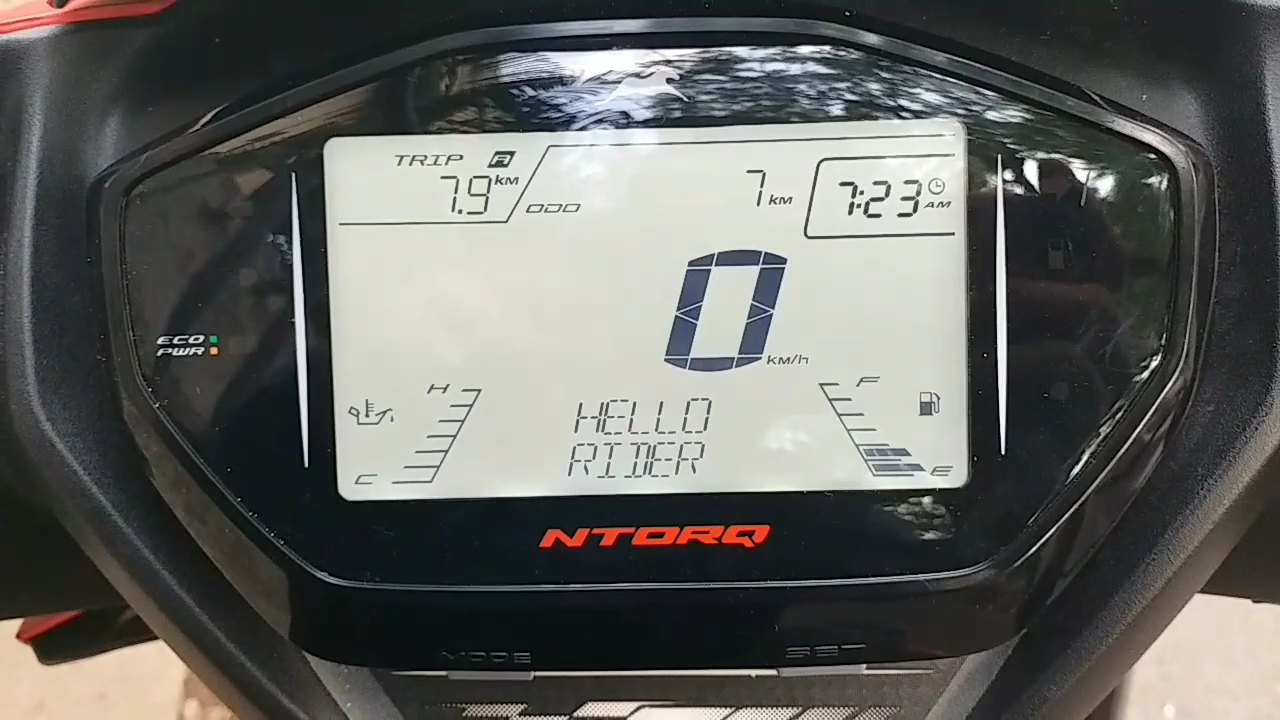 TRIP A
7.9 KM
ODO 7 KM
7:23 AM
0 KM/h
ECO
PWR
H
C
F
E
HELLO
RIDER
NTORQ
MODE
SET